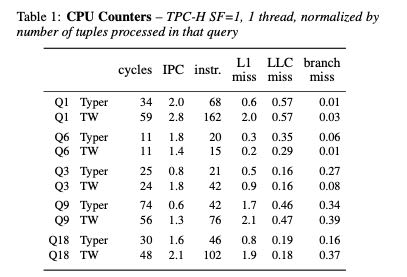 Table 1: CPU Counters – TPC-H SF=1, 1 thread, normalized by
number of tuples processed in that query
cycles IPC instr. L1 miss LLC miss branch miss
Q1 Typer 34 2.0 68 0.6 0.57 0.01
Q1 TW 59 2.8 162 2.0 0.57 0.03
Q6 Typer 11 1.8 20 0.3 0.35 0.06
Q6 TW 11 1.4 15 0.2 0.29 0.01
Q3 Typer 25 0.8 21 0.5 0.16 0.27
Q3 TW 24 1.8 42 0.9 0.16 0.08
Q9 Typer 74 0.6 42 1.7 0.46 0.34
Q9 TW 56 1.3 76 2.1 0.47 0.39
Q18 Typer 30 1.6 46 0.8 0.19 0.16
Q18 TW 48 2.1 102 1.9 0.18 0.37